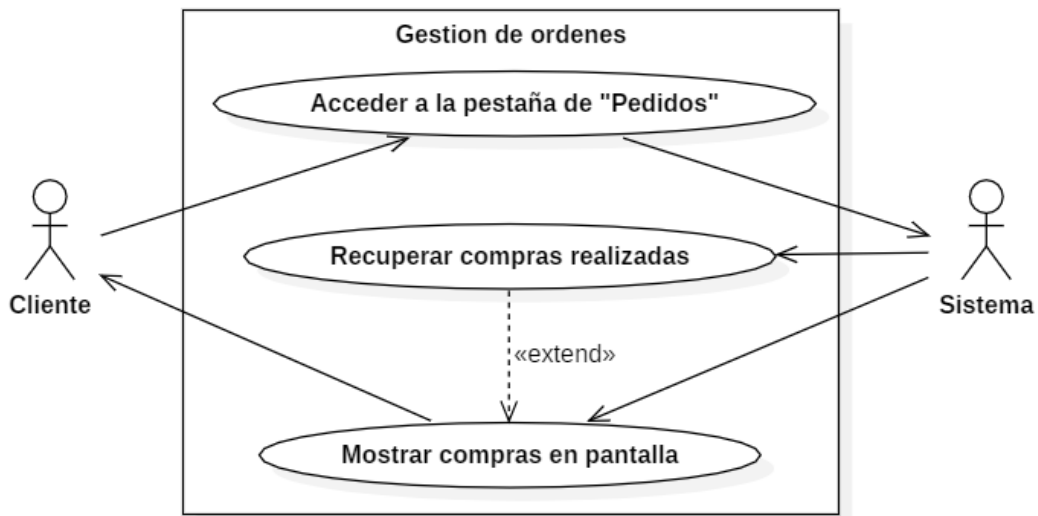 Gestion de ordenes
Acceder a la pestaña de "Pedidos"
Recuperar compras realizadas
Cliente
Sistema
«extend»
Mostrar compras en pantalla